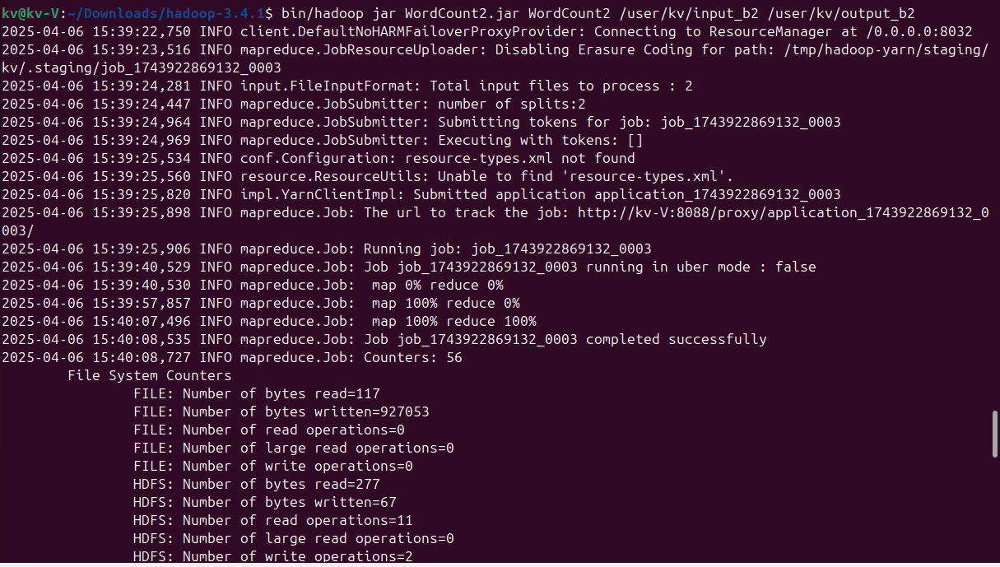 kv@kv-V:~/Downloads/hadoop-3.4.1$ bin/hadoop jar WordCount2.jar WordCount2 /user/kv/input_b2 /user/kv/output_b2
2025-04-06 15:39:22,750 INFO client.DefaultNoHARMFailoverProxyProvider: Connecting to ResourceManager at /0.0.0.0:8032
2025-04-06 15:39:23,516 INFO mapreduce.JobResourceUploader: Disabling Erasure Coding for path: /tmp/hadoop-yarn/staging/
kv/.staging/job_1743922869132_0003
2025-04-06 15:39:24,281 INFO input.FileInputFormat: Total input files to process : 2
2025-04-06 15:39:24,447 INFO mapreduce.JobSubmitter: number of splits:2
2025-04-06 15:39:24,964 INFO mapreduce.JobSubmitter: Submitting tokens for job: job_1743922869132_0003
2025-04-06 15:39:24,969 INFO mapreduce.JobSubmitter: Executing with tokens: []
2025-04-06 15:39:25,534 INFO conf.Configuration: resource-types.xml not found
2025-04-06 15:39:25,560 INFO resource.ResourceUtils: Unable to find 'resource-types.xml'.
2025-04-06 15:39:25,820 INFO impl.YarnClientImpl: Submitted application application_1743922869132_0003
2025-04-06 15:39:25,898 INFO mapreduce.Job: The url to track the job: http://kv-V:8088/proxy/application_1743922869132_0
003/
2025-04-06 15:39:25,906 INFO mapreduce.Job: Running job: job_1743922869132_0003
2025-04-06 15:39:40,529 INFO mapreduce.Job: Job job_1743922869132_0003 running in uber mode : false
2025-04-06 15:39:40,530 INFO mapreduce.Job:  map 0% reduce 0%
2025-04-06 15:39:57,857 INFO mapreduce.Job:  map 100% reduce 0%
2025-04-06 15:40:07,496 INFO mapreduce.Job:  map 100% reduce 100%
2025-04-06 15:40:08,535 INFO mapreduce.Job: Job job_1743922869132_0003 completed successfully
2025-04-06 15:40:08,727 INFO mapreduce.Job: Counters: 56
File System Counters
FILE: Number of bytes read=117
FILE: Number of bytes written=927053
FILE: Number of read operations=0
FILE: Number of large read operations=0
FILE: Number of write operations=0
HDFS: Number of bytes read=277
HDFS: Number of bytes written=67
HDFS: Number of read operations=11
HDFS: Number of large read operations=0
HDFS: Number of write operations=2